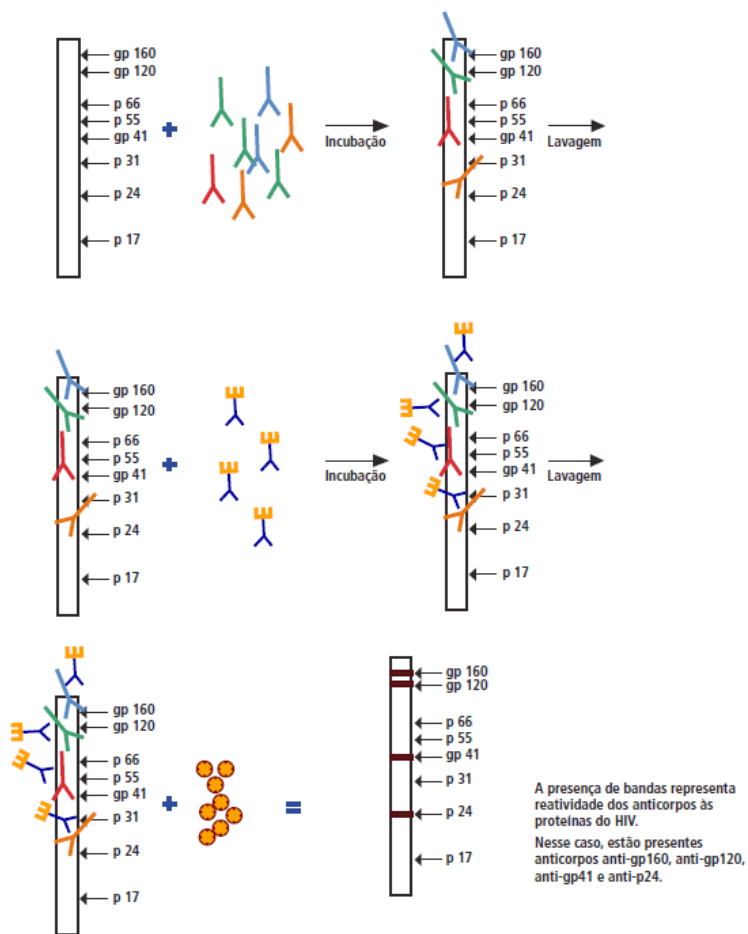 gp 160
gp 120
p 66
p 55
gp 41
p 31
p 24
p 17
+
Incubação
gp 160
gp 120
p 66
p 55
gp 41
p 31
p 24
p 17
Lavagem
gp 160
gp 120
p 66
p 55
gp 41
p 31
p 24
p 17
+
E
E
E
E
Incubação
E
E
E
E
gp 160
gp 120
p 66
p 55
gp 41
p 31
p 24
p 17
Lavagem
E
E
E
E
gp 160
gp 120
p 66
p 55
gp 41
p 31
p 24
p 17
+
=
gp 160
gp 120
p 66
p 55
gp 41
p 31
p 24
p 17
A presença de bandas representa
reatividade dos anticorpos às
proteínas do HIV.
Nesse caso, estão presentes
anticorpos anti-gp160, anti-gp120,
anti-gp41 e anti-p24.